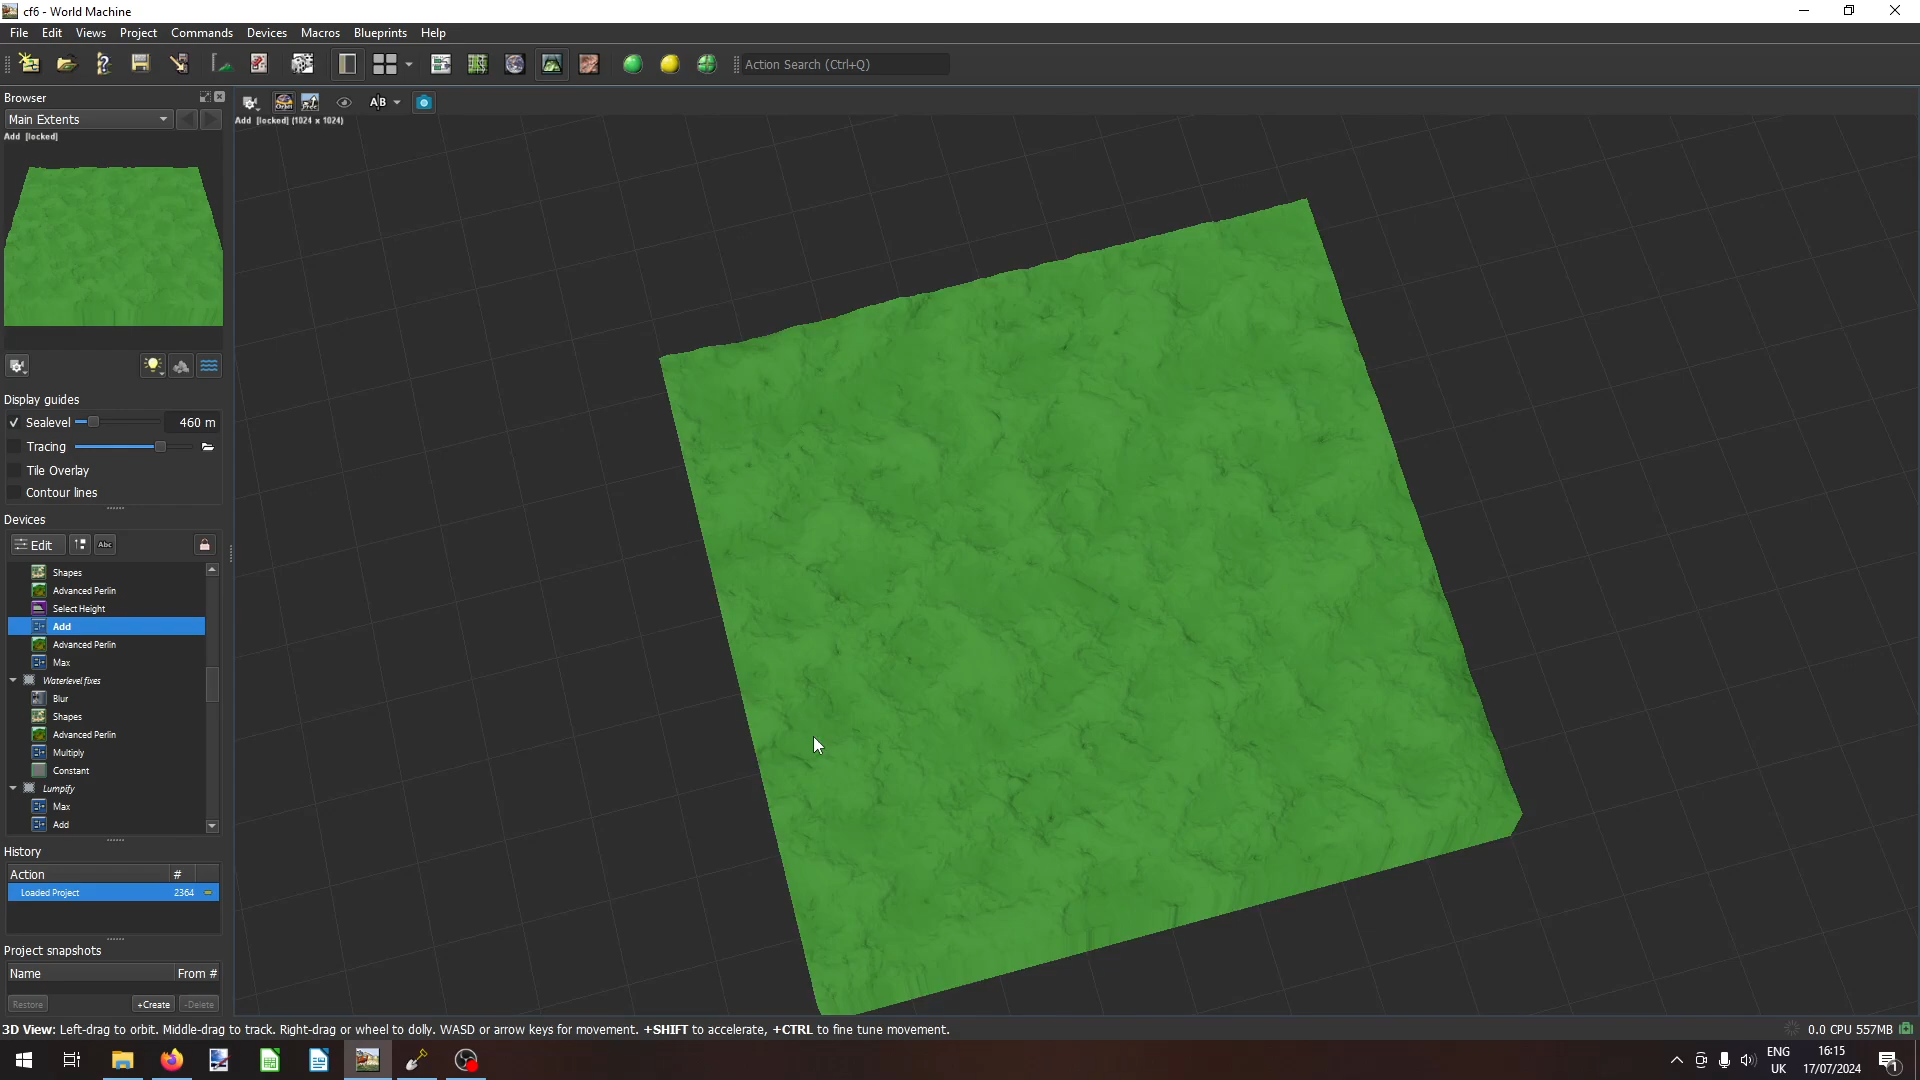 cf6 - World Machine
File Edit Views Project Commands Devices Macros Blueprints Help
Action Search (Ctrl+Q)
Browser
Main Extents
Add [locked]
Orbit
Free
AB
Add [locked] (1024 x 1024)
Display guides
Sealevel 460 m
Tracing
Tile Overlay
Contour lines
Devices
Edit Abc
Shapes
Advanced Perlin
Select Height
Add
Advanced Perlin
Max
Waterlevel fixes
Blur
Shapes
Advanced Perlin
Multiply
Constant
Lumpify
Max
Add
History
Action #
Loaded Project 2364
Project snapshots
Name From #
Restore +Create -Delete
3D View: Left-drag to orbit. Middle-drag to track. Right-drag or wheel to dolly. WASD or arrow keys for movement. +SHIFT to accelerate, +CTRL to fine tune movement.
0.0 CPU 557MB
ENG
UK
16:15
17/07/2024
1